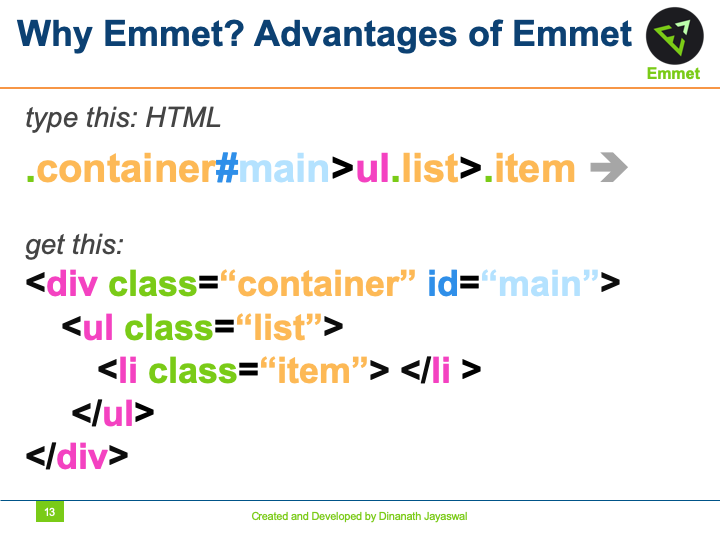 Why Emmet? Advantages of Emmet
Emmet
type this: HTML
.container#main>ul.list>.item ➔
get this:
<div class=“container” id=“main”>
<ul class=“list”>
<li class=“item”> </li >
</ul>
</div>
13
Created and Developed by Dinanath Jayaswal